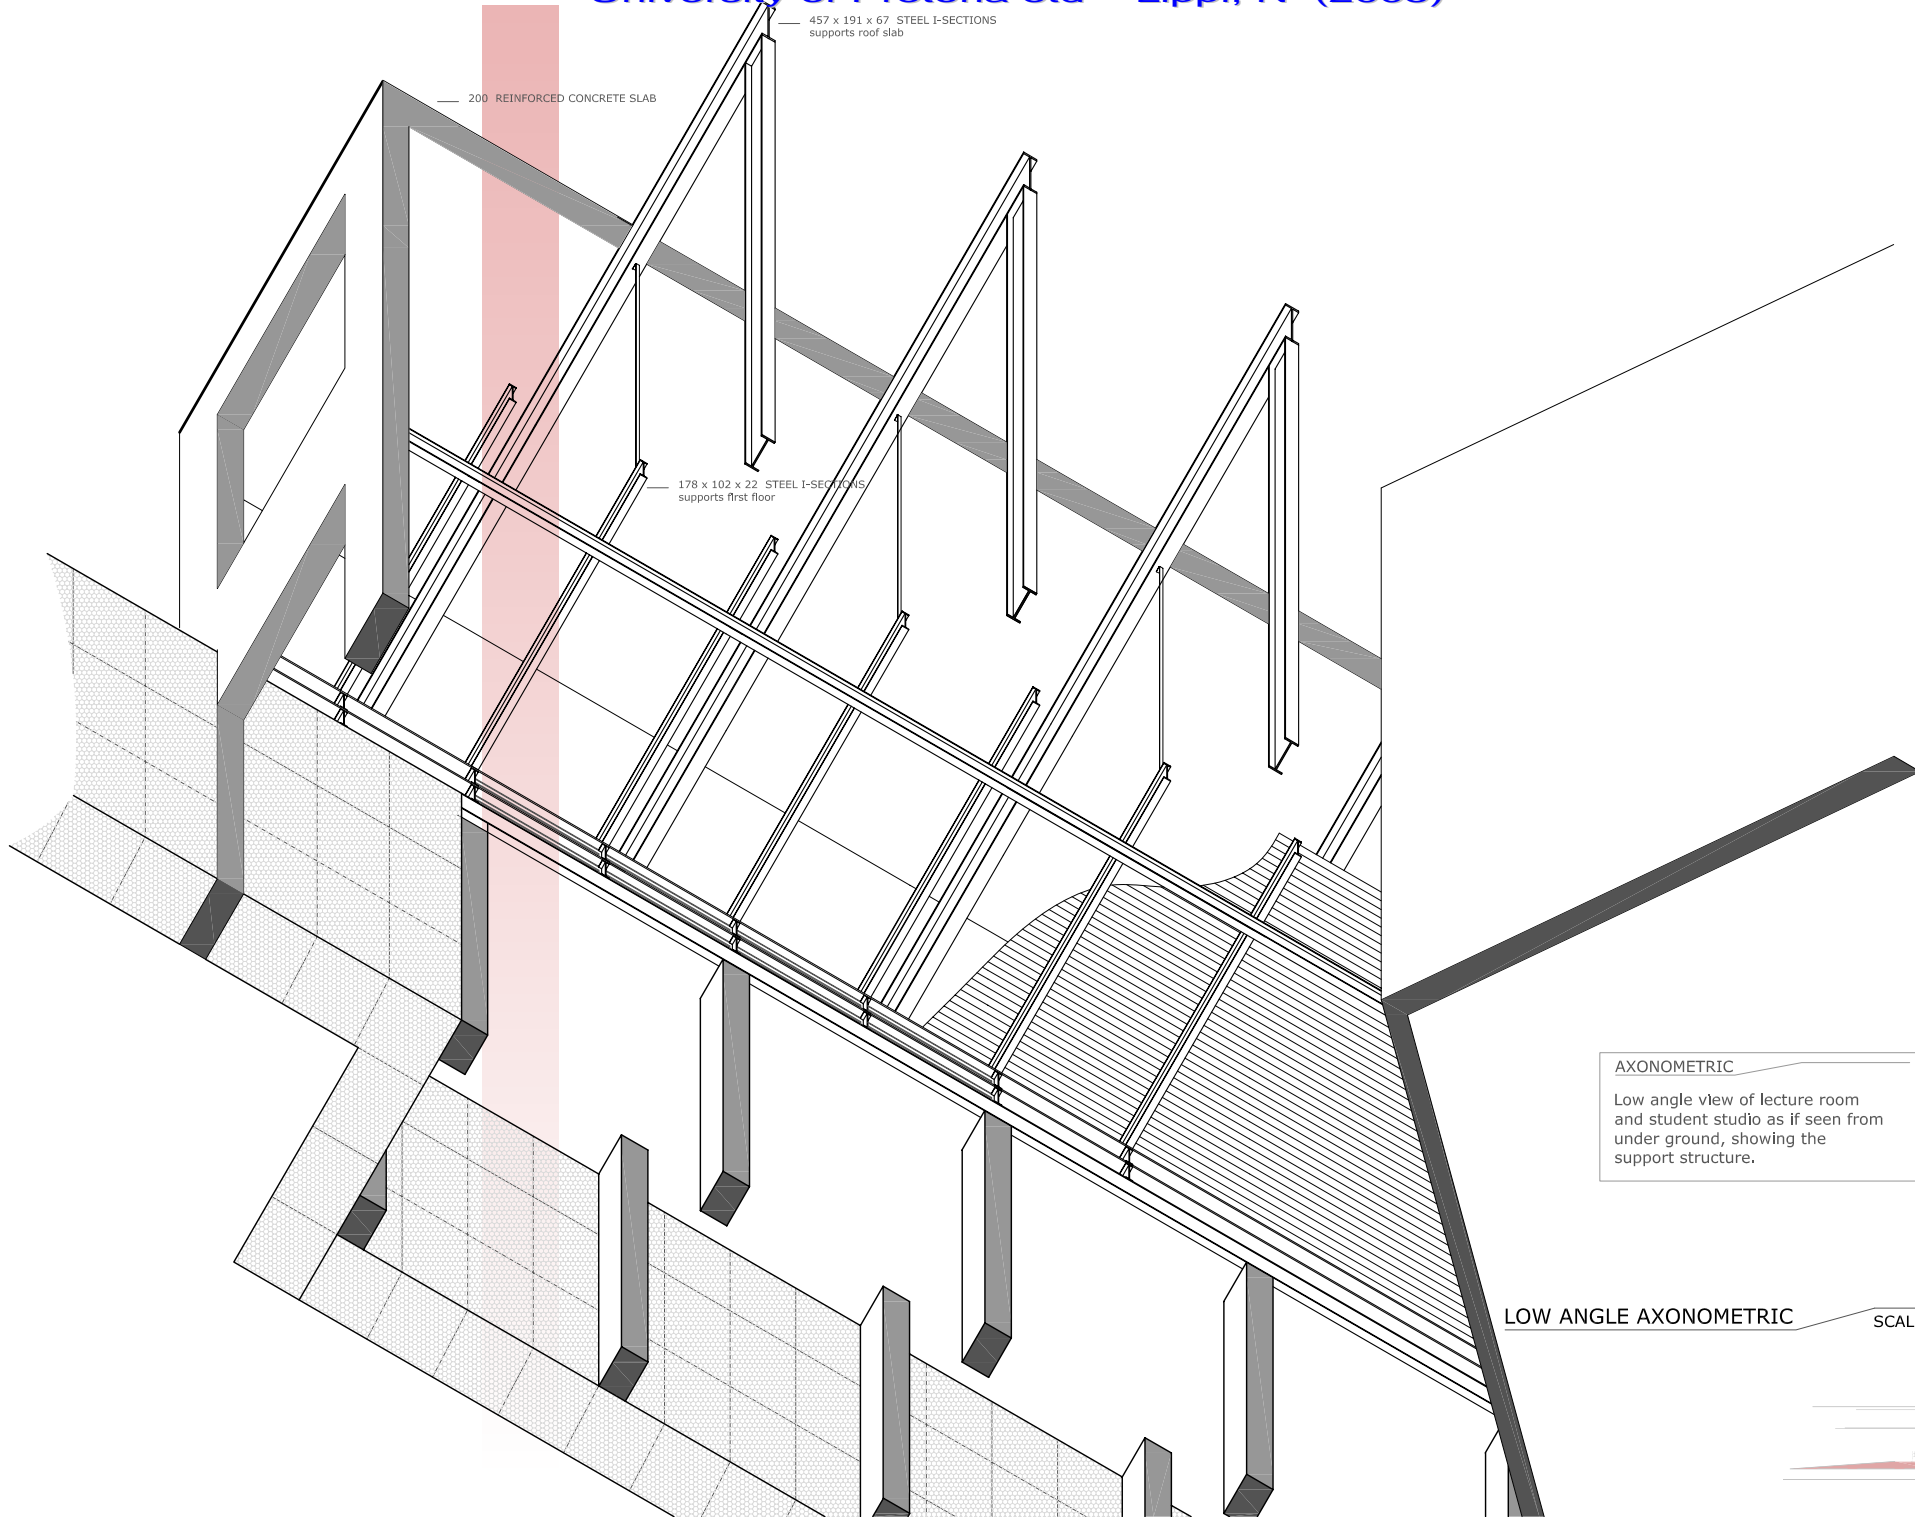 457 x 191 x 67 STEEL I-SECTIONS
supports roof slab
200 REINFORCED CONCRETE SLAB
178 x 102 x 22 STEEL I-SECTIONS
supports first floor
AXONOMETRIC
Low angle view of lecture room
and student studio as if seen from
under ground, showing the
support structure.
LOW ANGLE AXONOMETRIC